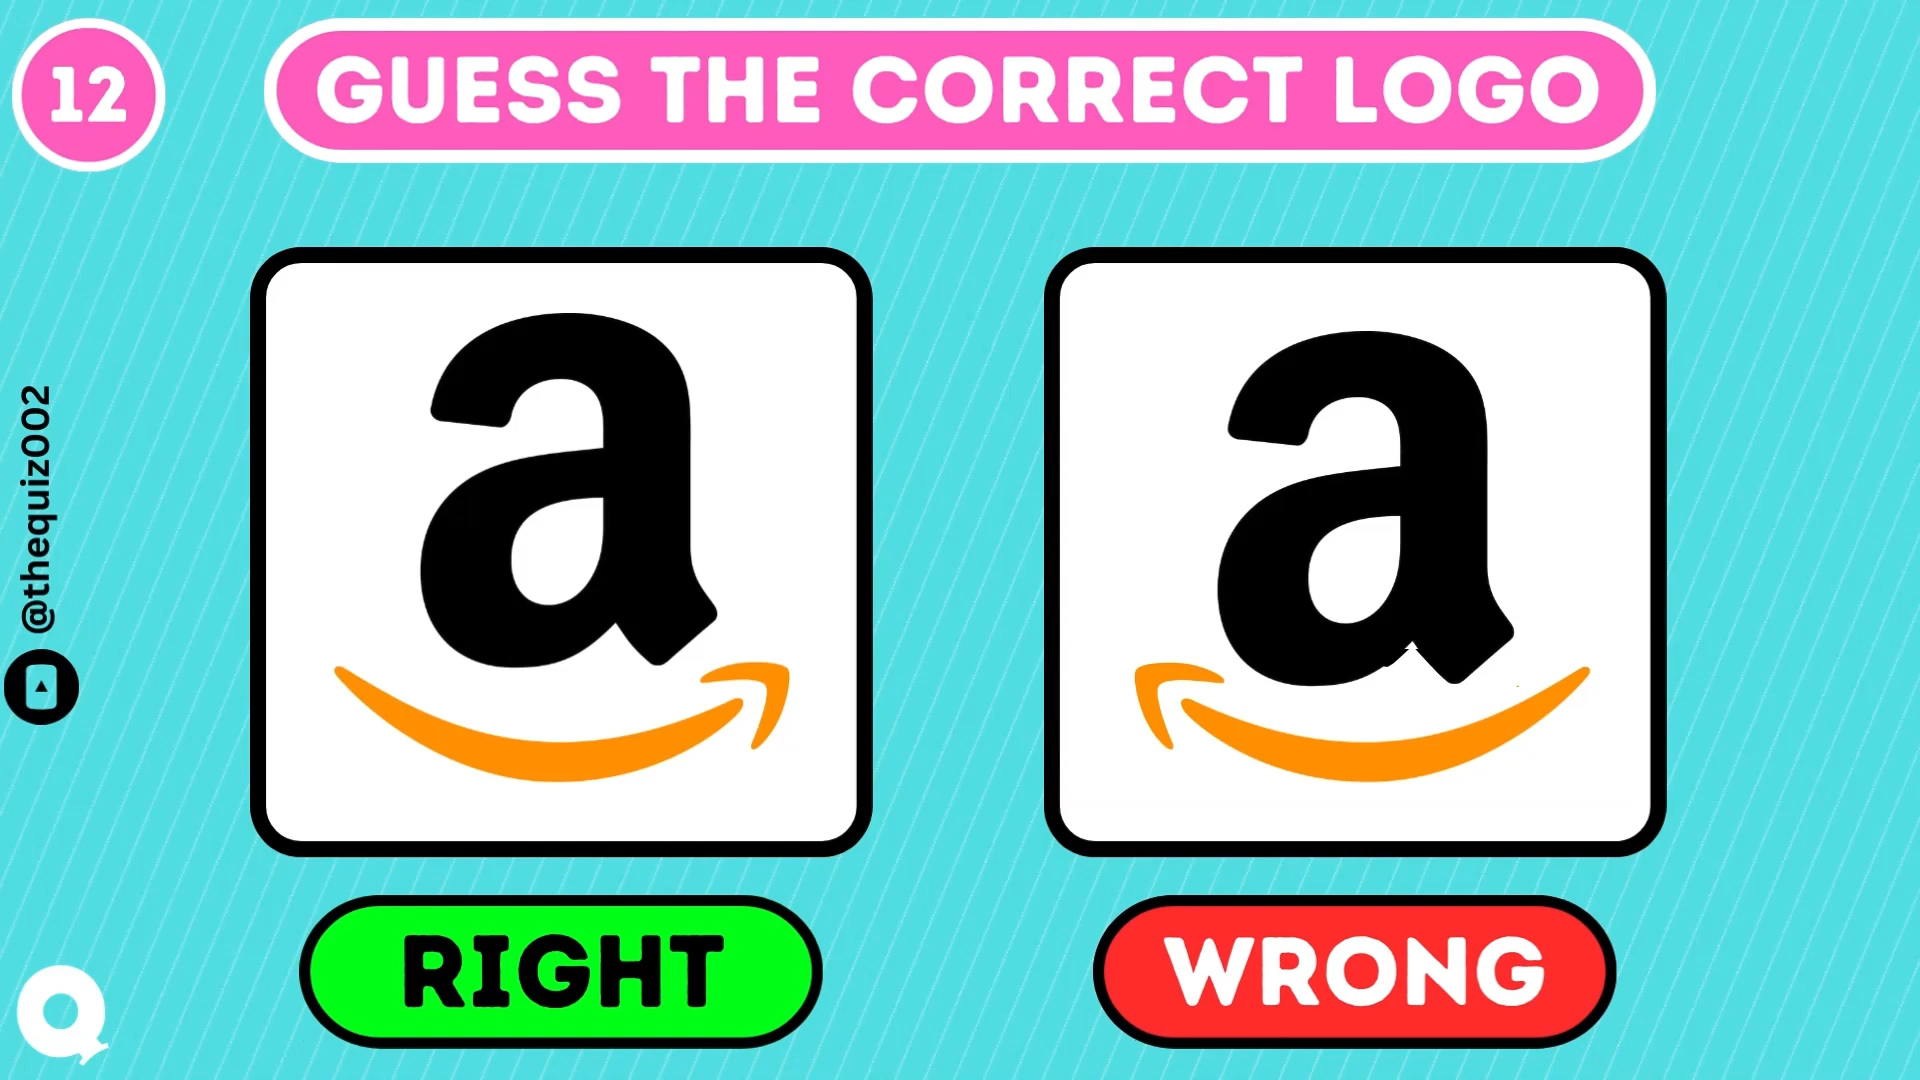 12
GUESS THE CORRECT LOGO
a
a
@thequiz002
RIGHT
WRONG
Q